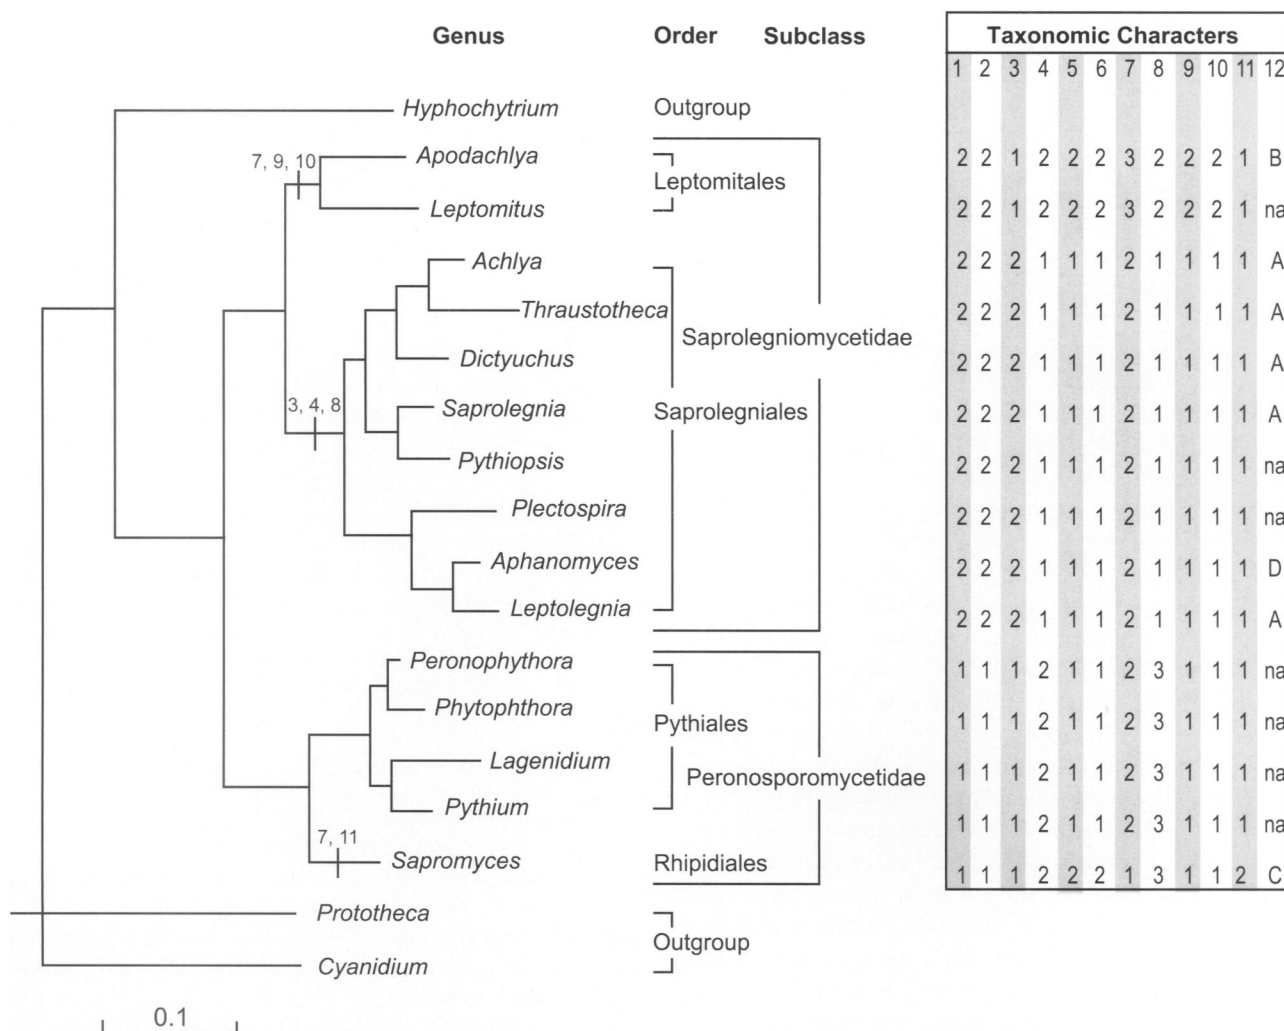 Genus Order Subclass Taxonomic Characters
1 2 3 4 5 6 7 8 9 10 11 12
Hyphochytrium Outgroup
7, 9, 10 Apodachlya 2 2 1 2 2 2 3 2 2 2 1 B
Leptomitales
Leptomitus 2 2 1 2 2 2 3 2 2 2 1 na
Achlya 2 2 2 1 1 1 2 1 1 1 1 A
Thraustotheca 2 2 2 1 1 1 2 1 1 1 1 A
Saprolegniomycetidae
Dictyuchus 2 2 2 1 1 1 2 1 1 1 1 A
3, 4, 8 Saprolegnia Saprolegniales 2 2 2 1 1 1 2 1 1 1 1 A
Pythiopsis 2 2 2 1 1 1 2 1 1 1 1 na
Plectospira 2 2 2 1 1 1 2 1 1 1 1 na
Aphanomyces 2 2 2 1 1 1 2 1 1 1 1 D
Leptolegnia 2 2 2 1 1 1 2 1 1 1 1 A
Peronophythora 1 1 1 2 1 1 2 3 1 1 1 na
Phytophthora Pythiales 1 1 1 2 1 1 2 3 1 1 1 na
Lagenidium Peronosporomycetidae 1 1 1 2 1 1 2 3 1 1 1 na
Pythium 1 1 1 2 1 1 2 3 1 1 1 na
7, 11
Sapromyces Rhipidiales 1 1 1 2 2 2 1 3 1 1 2 C
Prototheca
Outgroup
Cyanidium
0.1